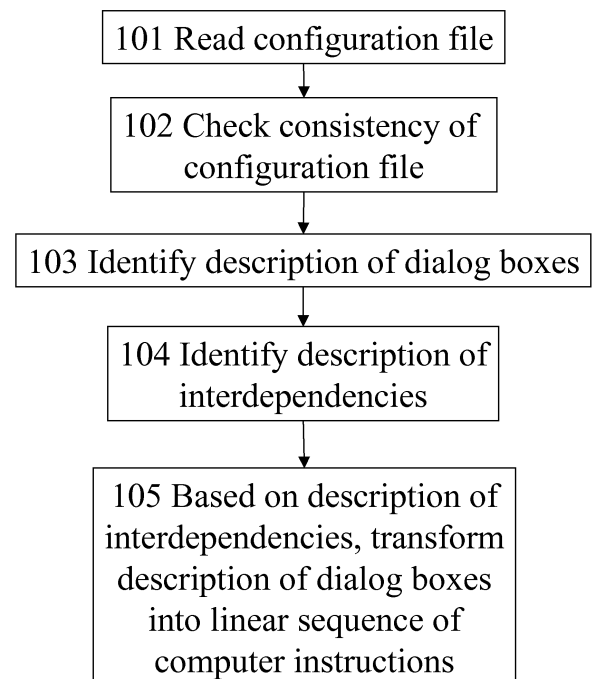 101 Read configuration file
102 Check consistency of
configuration file
103 Identify description of dialog boxes
104 Identify description of
interdependencies
105 Based on description of
interdependencies, transform
description of dialog boxes
into linear sequence of
computer instructions